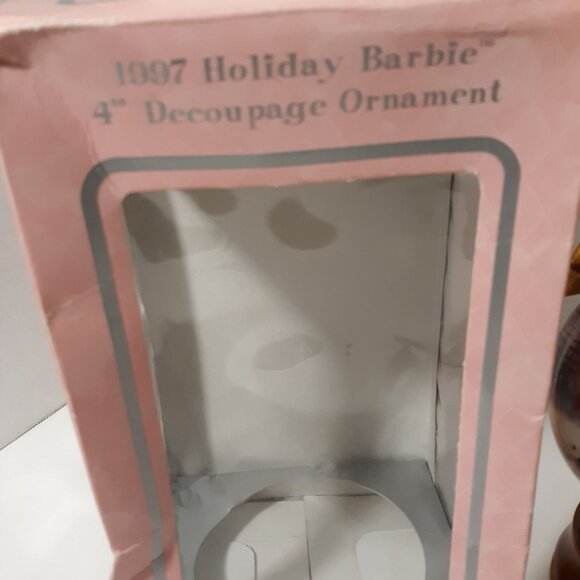 1997 Holiday Barbie™
4" Decoupage Ornament